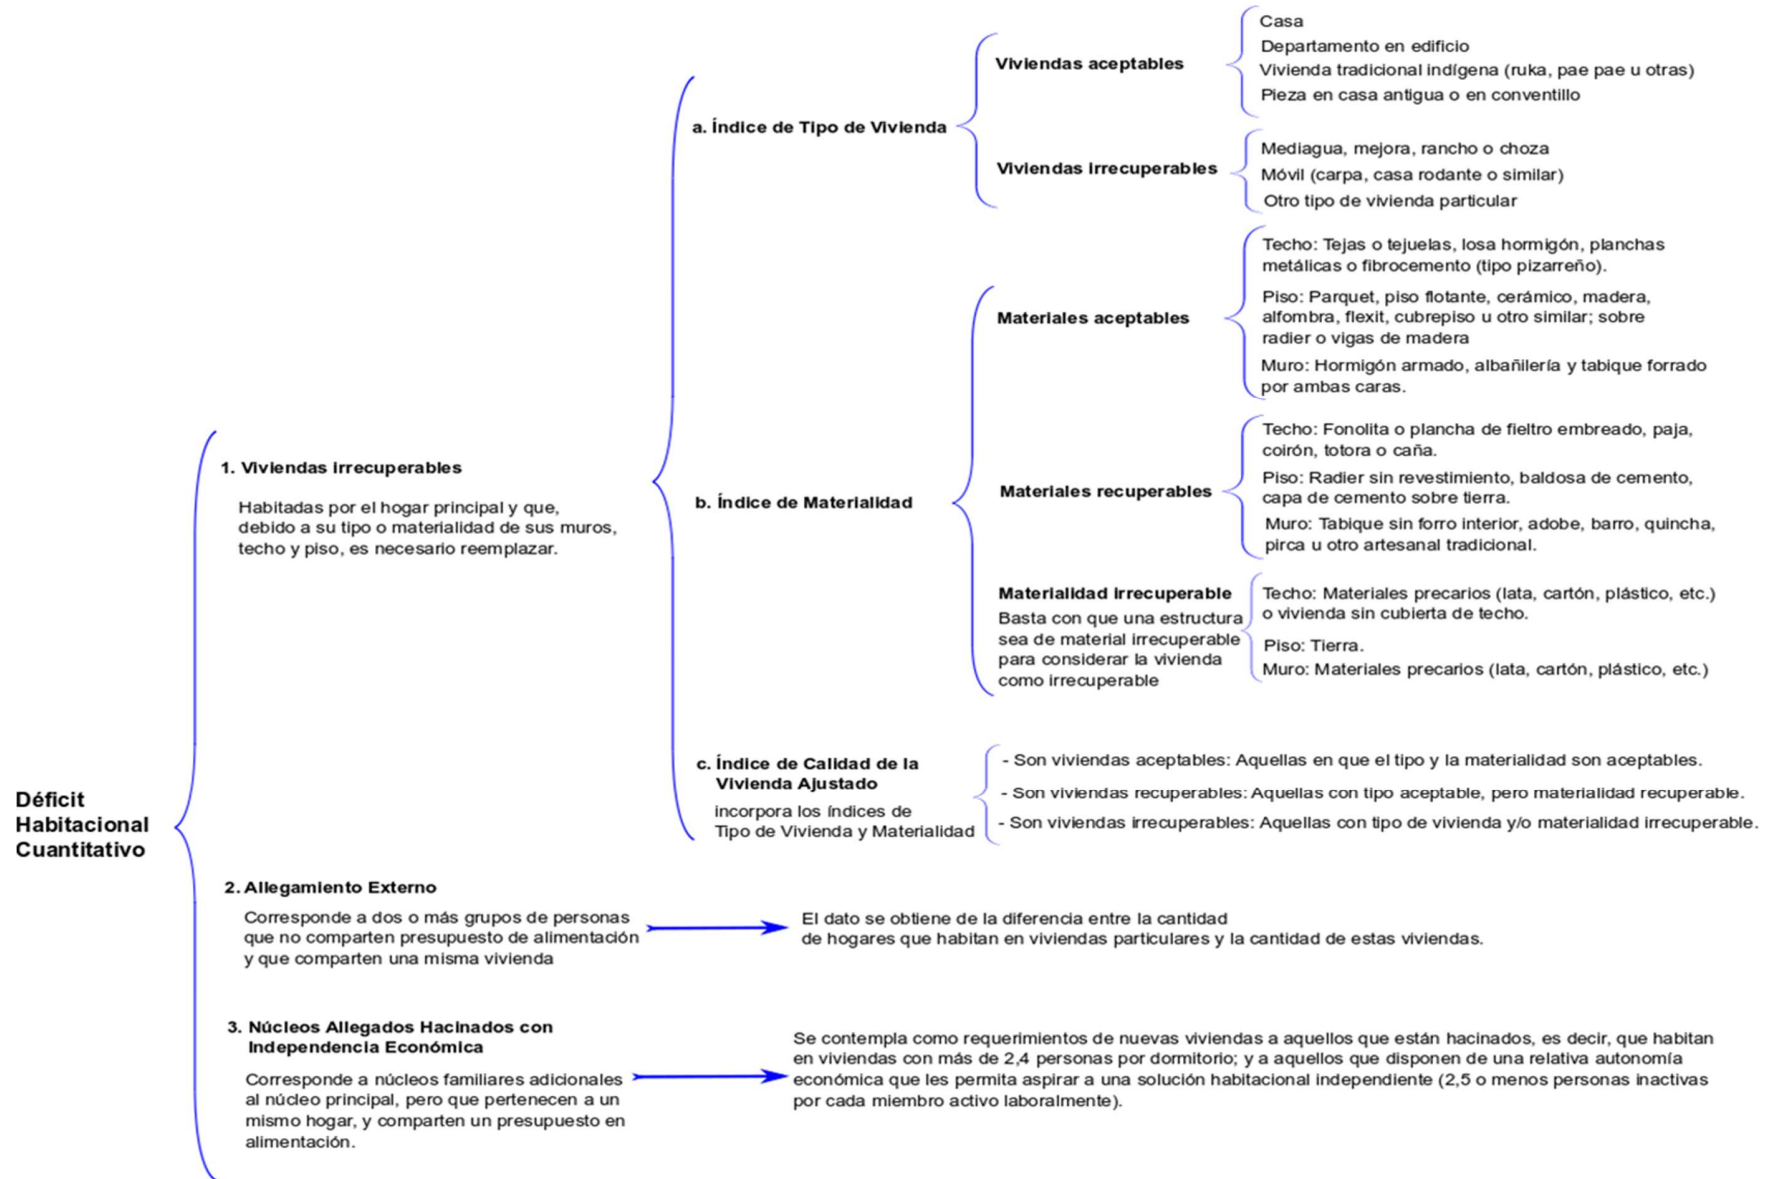 Déficit
Habitacional
Cuantitativo
1. Viviendas irrecuperables
Habitadas por el hogar principal y que,
debido a su tipo o materialidad de sus muros,
techo y piso, es necesario reemplazar.
a. Índice de Tipo de Vivienda
Viviendas aceptables
Casa
Departamento en edificio
Vivienda tradicional indígena (ruka, pae pae u otras)
Pieza en casa antigua o en conventillo
Viviendas irrecuperables
Mediagua, mejora, rancho o choza
Móvil (carpa, casa rodante o similar)
Otro tipo de vivienda particular
b. Índice de Materialidad
Materiales aceptables
Techo: Tejas o tejuelas, losa hormigón, planchas
metálicas o fibrocemento (tipo pizarreño).
Piso: Parquet, piso flotante, cerámico, madera,
alfombra, flexit, cubrepiso u otro similar; sobre
radier o vigas de madera
Muro: Hormigón armado, albañilería y tabique forrado
por ambas caras.
Materiales recuperables
Techo: Fonolita o plancha de fieltro embreado, paja,
coirón, totora o caña.
Piso: Radier sin revestimiento, baldosa de cemento,
capa de cemento sobre tierra.
Muro: Tabique sin forro interior, adobe, barro, quincha,
pirca u otro artesanal tradicional.
Materialidad irrecuperable
Basta con que una estructura
sea de material irrecuperable
para considerar la vivienda
como irrecuperable
Techo: Materiales precarios (lata, cartón, plástico, etc.)
o vivienda sin cubierta de techo.
Piso: Tierra.
Muro: Materiales precarios (lata, cartón, plástico, etc.)
c. Índice de Calidad de la
Vivienda Ajustado
incorpora los índices de
Tipo de Vivienda y Materialidad
- Son viviendas aceptables: Aquellas en que el tipo y la materialidad son aceptables.
- Son viviendas recuperables: Aquellas con tipo aceptable, pero materialidad recuperable.
- Son viviendas irrecuperables: Aquellas con tipo de vivienda y/o materialidad irrecuperable.
2. Allegamiento Externo
Corresponde a dos o más grupos de personas
que no comparten presupuesto de alimentación
y que comparten una misma vivienda
El dato se obtiene de la diferencia entre la cantidad
de hogares que habitan en viviendas particulares y la cantidad de estas viviendas.
3. Núcleos Allegados Hacinados con
Independencia Económica
Corresponde a núcleos familiares adicionales
al núcleo principal, pero que pertenecen a un
mismo hogar, y comparten un presupuesto en
alimentación.
Se contempla como requerimientos de nuevas viviendas a aquellos que están hacinados, es decir, que habitan
en viviendas con más de 2,4 personas por dormitorio; y a aquellos que disponen de una relativa autonomía
económica que les permita aspirar a una solución habitacional independiente (2,5 o menos personas inactivas
por cada miembro activo laboralmente).